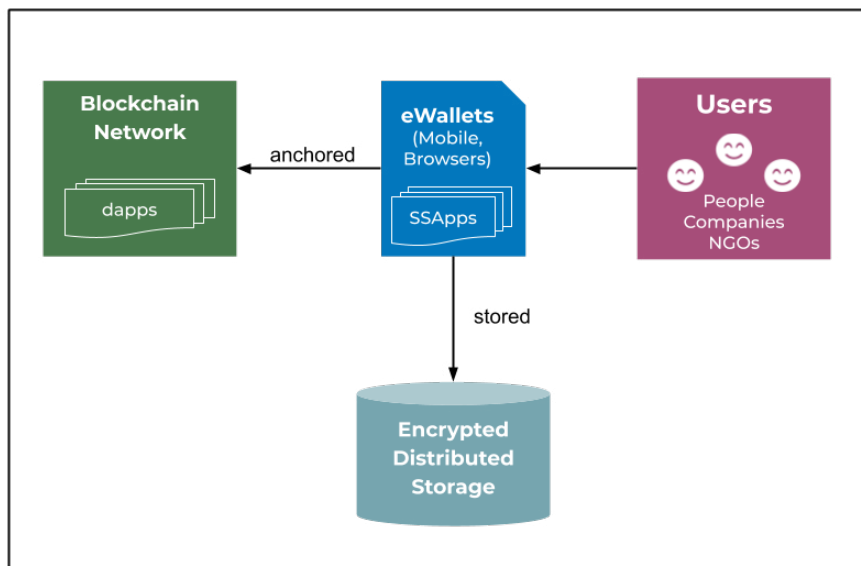 Blockchain
Network
dapps
anchored
eWallets
(Mobile,
Browsers)
SSApps
Users
People
Companies
NGOs
stored
Encrypted
Distributed
Storage